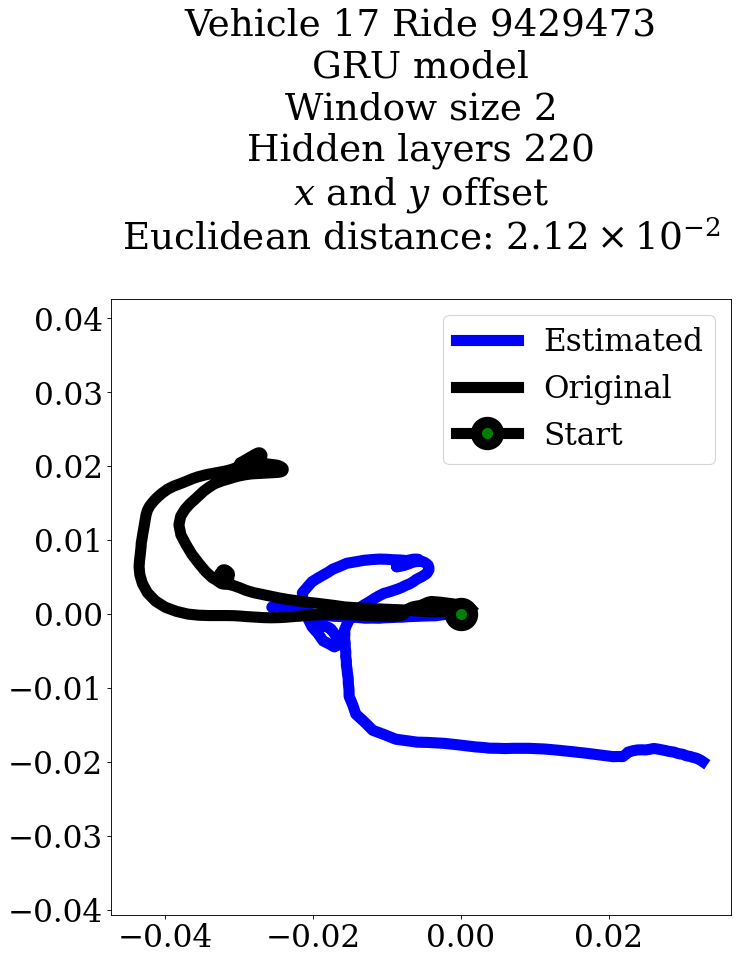 Vehicle 17 Ride 9429473
GRU model
Window size 2
Hidden layers 220
x and y offset
Euclidean distance: 2.12 × 10⁻²
Estimated
Original
Start
0.04
0.03
0.02
0.01
0.00
−0.01
−0.02
−0.03
−0.04
−0.04 −0.02 0.00 0.02